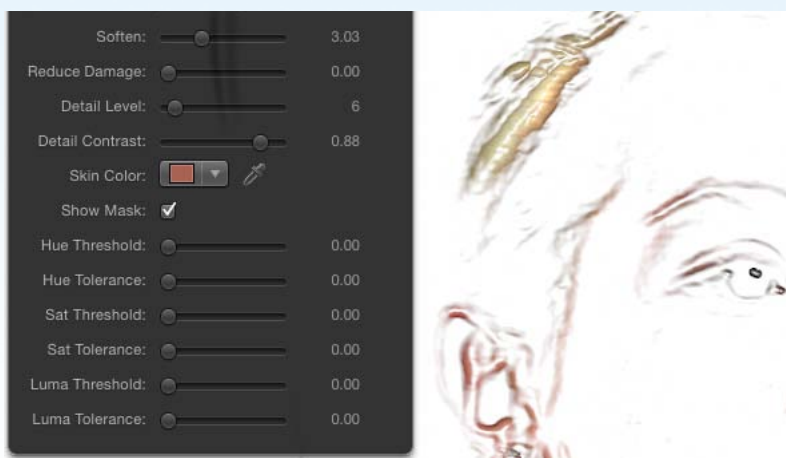 Soften: 3.03
Reduce Damage: 0.00
Detail Level: 6
Detail Contrast: 0.88
Skin Color:
Show Mask:
Hue Threshold: 0.00
Hue Tolerance: 0.00
Sat Threshold: 0.00
Sat Tolerance: 0.00
Luma Threshold: 0.00
Luma Tolerance: 0.00